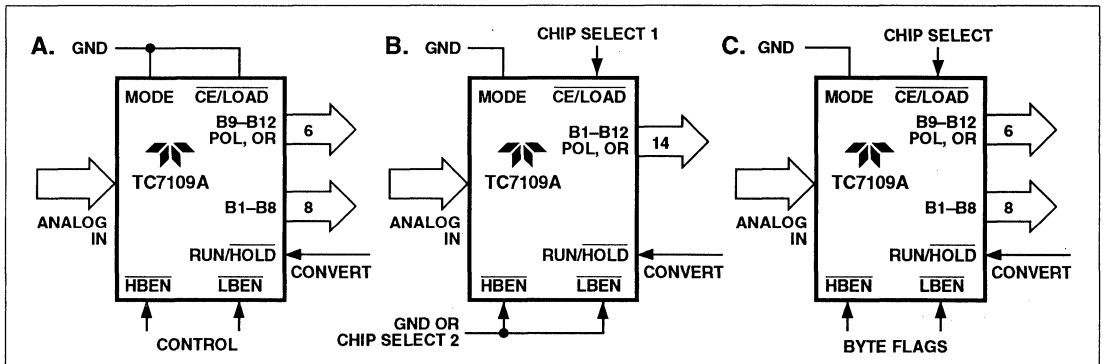 A.
GND
MODE CE/LOAD
B9–B12
POL, OR
6
TC7109A
ANALOG
IN
B1–B8
8
RUN/HOLD
CONVERT
HBEN LBEN
CONTROL
B.
GND
CHIP SELECT 1
MODE CE/LOAD
B1–B12
POL, OR
14
TC7109A
ANALOG
IN
RUN/HOLD
CONVERT
HBEN LBEN
GND OR
CHIP SELECT 2
C.
GND
CHIP SELECT
MODE CE/LOAD
B9–B12
POL, OR
6
TC7109A
ANALOG
IN
B1–B8
8
RUN/HOLD
CONVERT
HBEN LBEN
BYTE FLAGS